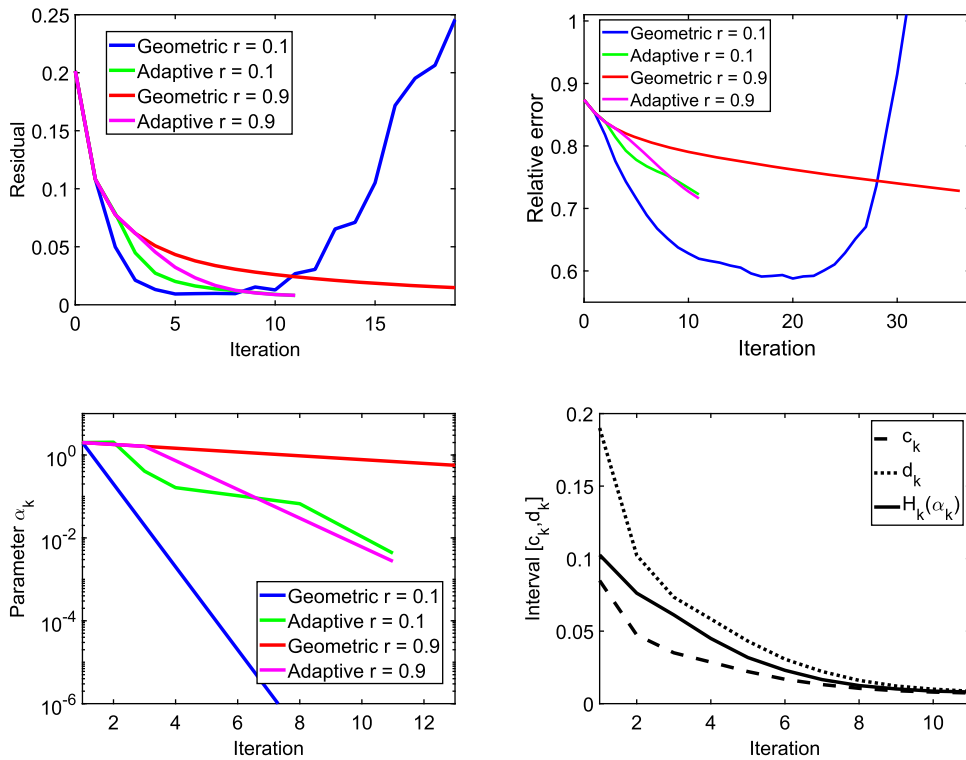 0.25
0.2
0.15
0.1
0.05
0
0 5 10 15
Residual
Iteration
Geometric r = 0.1
Adaptive r = 0.1
Geometric r = 0.9
Adaptive r = 0.9
1
0.9
0.8
0.7
0.6
0 10 20 30
Relative error
Iteration
Geometric r = 0.1
Adaptive r = 0.1
Geometric r = 0.9
Adaptive r = 0.9
10^0
10^-2
10^-4
10^-6
2 4 6 8 10 12
Parameter α_k
Iteration
Geometric r = 0.1
Adaptive r = 0.1
Geometric r = 0.9
Adaptive r = 0.9
0.2
0.15
0.1
0.05
0
2 4 6 8 10
Interval [c_k,d_k]
Iteration
c_k
d_k
H_k(α_k)